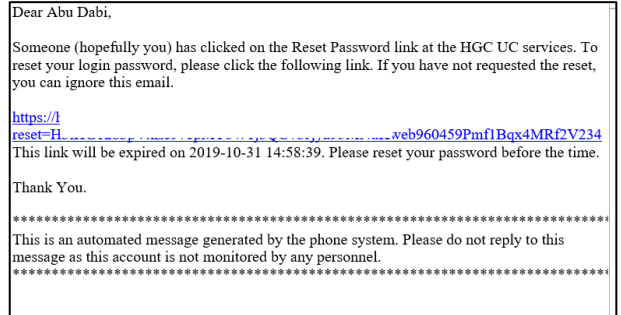 Dear Abu Dabi,
Someone (hopefully you) has clicked on the Reset Password link at the HGC UC services. To
reset your login password, please click the following link. If you have not requested the reset,
you can ignore this email.
https://
web960459Pmf1Bqx4MRf2V234
This link will be expired on 2019-10-31 14:58:39. Please reset your password before the time.
Thank You.
******************************************************************************
This is an automated message generated by the phone system. Please do not reply to this
message as this account is not monitored by any personnel.
******************************************************************************